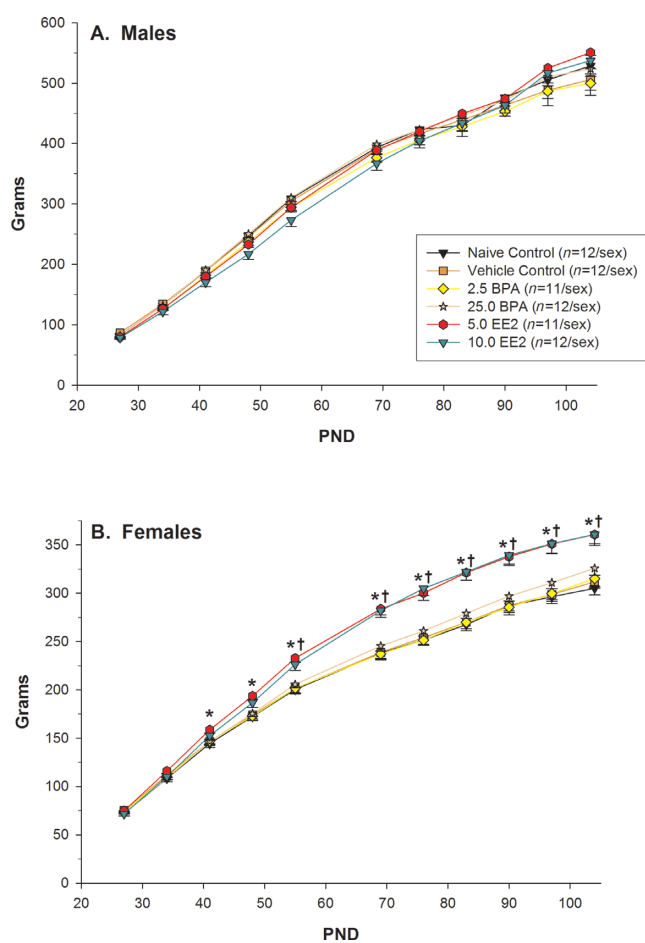 A. Males
600
500
400
300
200
100
0
Grams
Naive Control (n=12/sex)
Vehicle Control (n=12/sex)
2.5 BPA (n=11/sex)
25.0 BPA (n=12/sex)
5.0 EE2 (n=11/sex)
10.0 EE2 (n=12/sex)
20 30 40 50 60 70 80 90 100
PND
B. Females
350
300
250
200
150
100
50
0
Grams
* * *† *† *† *† *† *† *†
20 30 40 50 60 70 80 90 100
PND